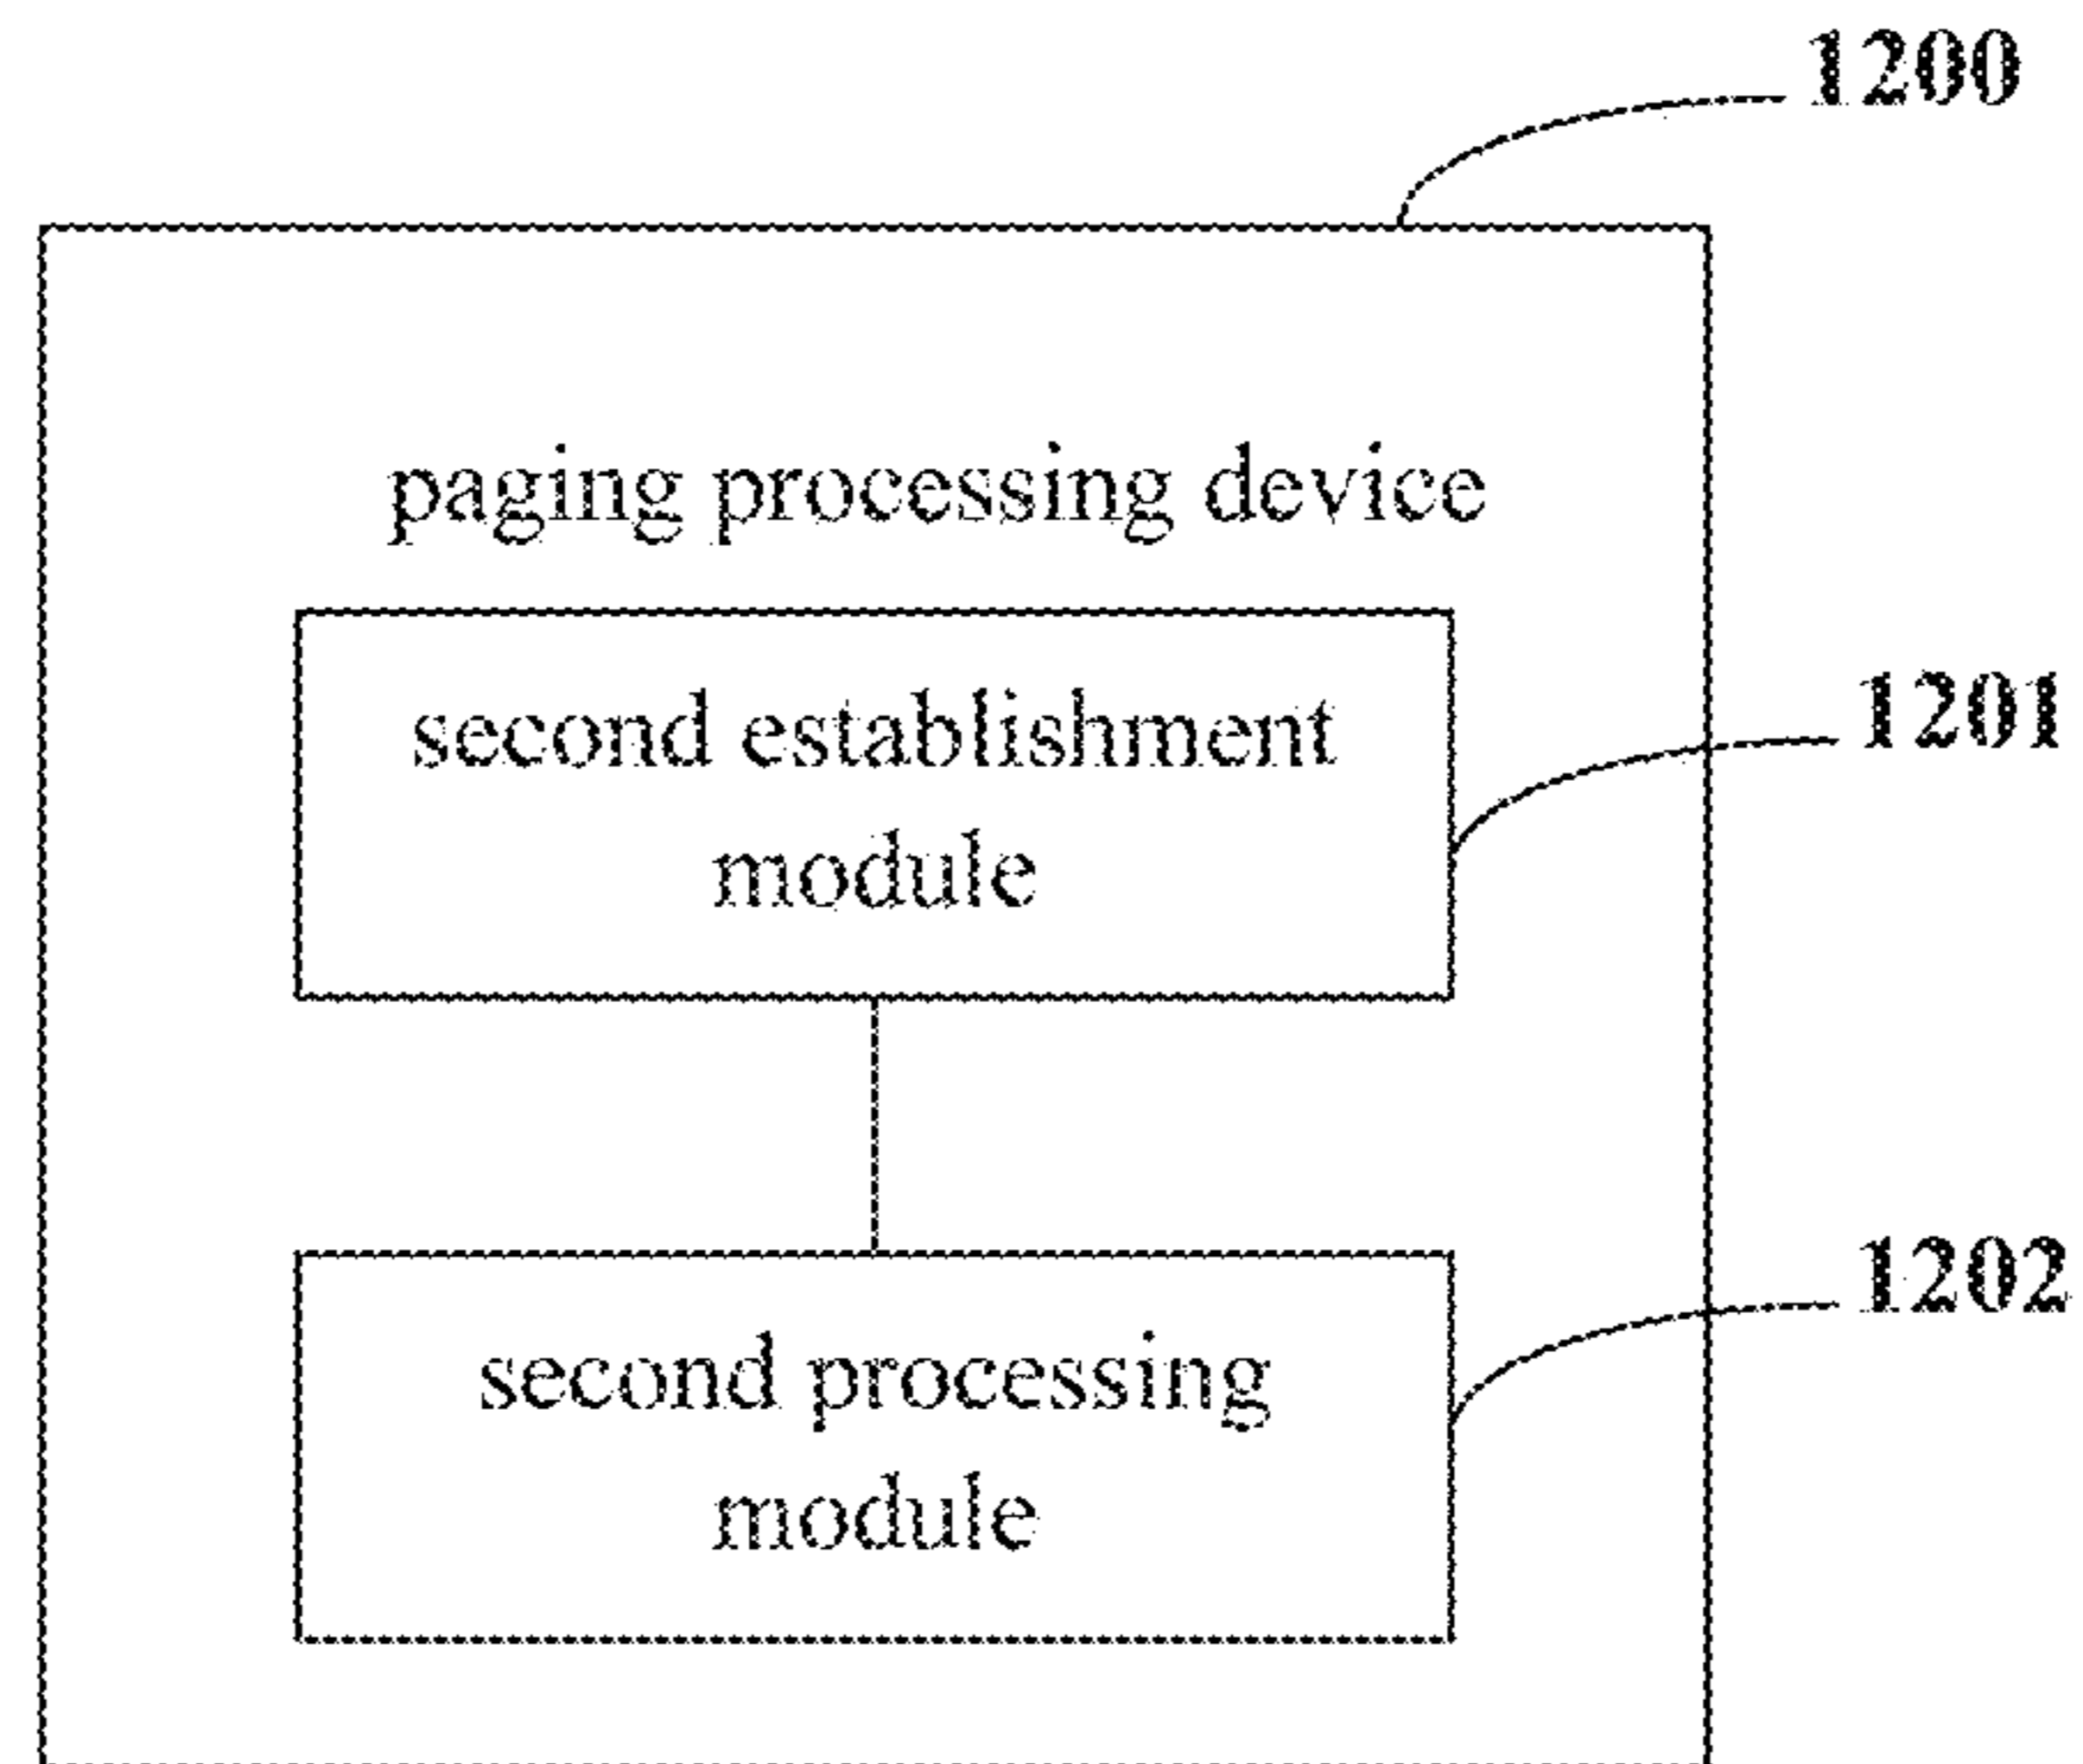 1200
paging processing device
second establishment
module
1201
second processing
module
1202